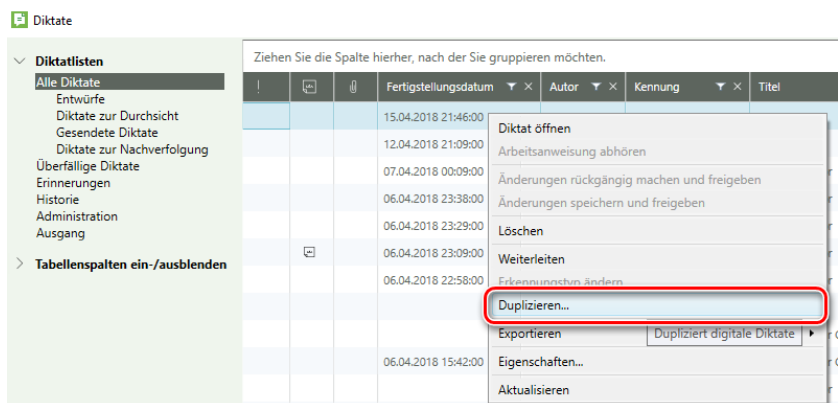 Diktate
Diktatlisten
Alle Diktate
Entwürfe
Diktate zur Durchsicht
Gesendete Diktate
Diktate zur Nachverfolgung
Überfällige Diktate
Erinnerungen
Historie
Administration
Ausgang
Tabellenspalten ein-/ausblenden
Ziehen Sie die Spalte hierher, nach der Sie gruppieren möchten.
! Fertigstellungsdatum Autor Kennung Titel
15.04.2018 21:46:00
12.04.2018 21:09:00
07.04.2018 00:09:00
06.04.2018 23:38:00
06.04.2018 23:29:00
06.04.2018 23:09:00
06.04.2018 22:58:00
06.04.2018 15:42:00
Diktat öffnen
Arbeitsanweisung abhören
Änderungen rückgängig machen und freigeben
Änderungen speichern und freigeben
Löschen
Weiterleiten
Erkennungstyp ändern
Duplizieren...
Exportieren
Dupliziert digitale Diktate
Eigenschaften...
Aktualisieren